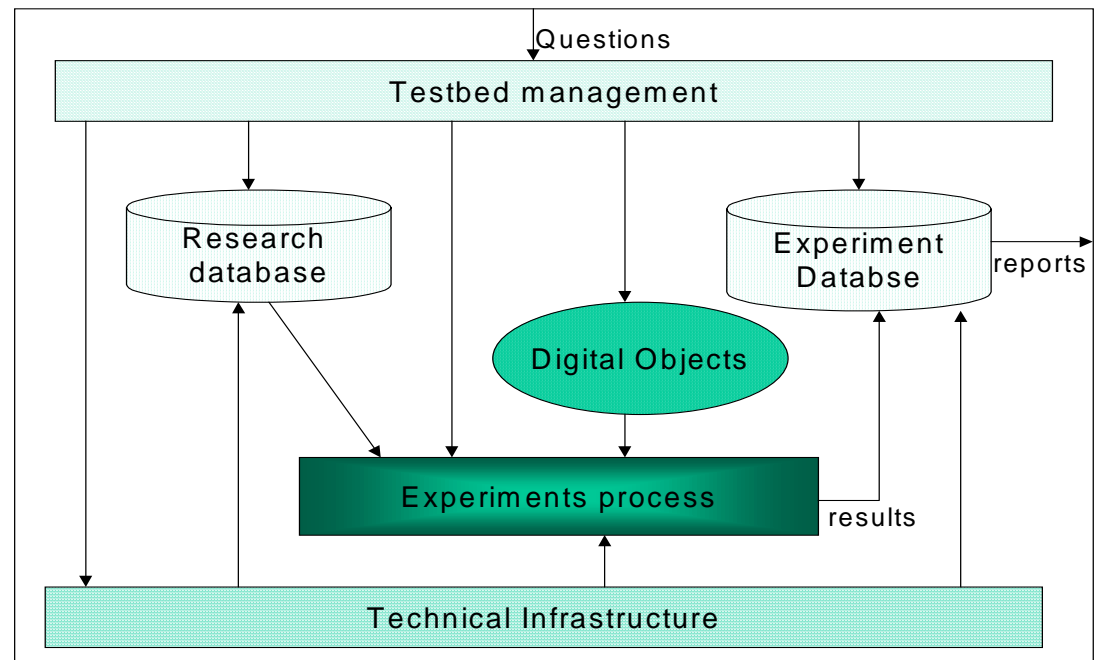 Questions
Testbed management
Research
database
Experiment
Databse
reports
Digital Objects
Experiments process
results
Technical Infrastructure